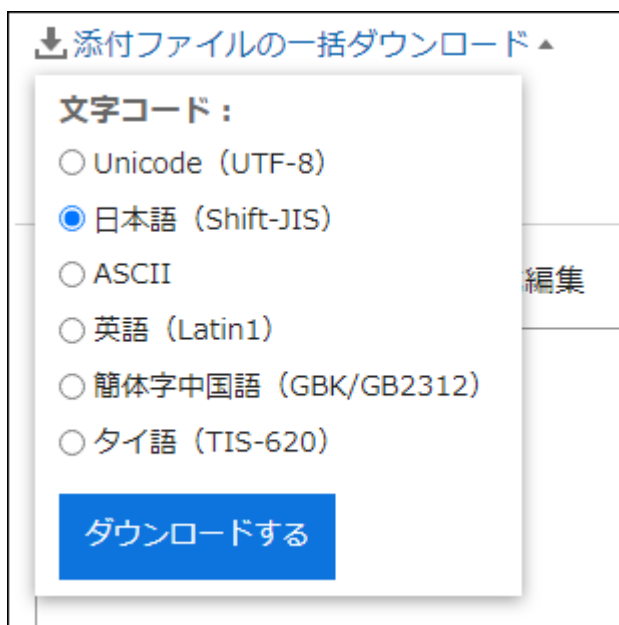 添付ファイルの一括ダウンロード
文字コード：
Unicode（UTF-8）
日本語（Shift-JIS）
編集
ASCII
英語（Latin1）
簡体字中国語（GBK/GB2312）
タイ語（TIS-620）
ダウンロードする